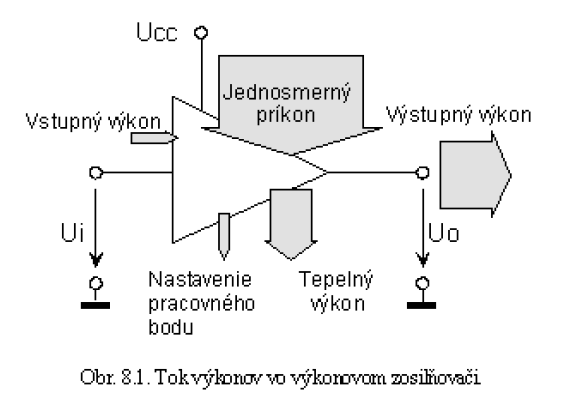 Ucc
Jednosmerný
príkon
Vstupný výkon
Výstupný výkon
Ui
Uo
Nastavenie
pracovného
bodu
Tepelný
výkon
Obr. 8.1. Tok výkonov vo výkonovom zosilňovači